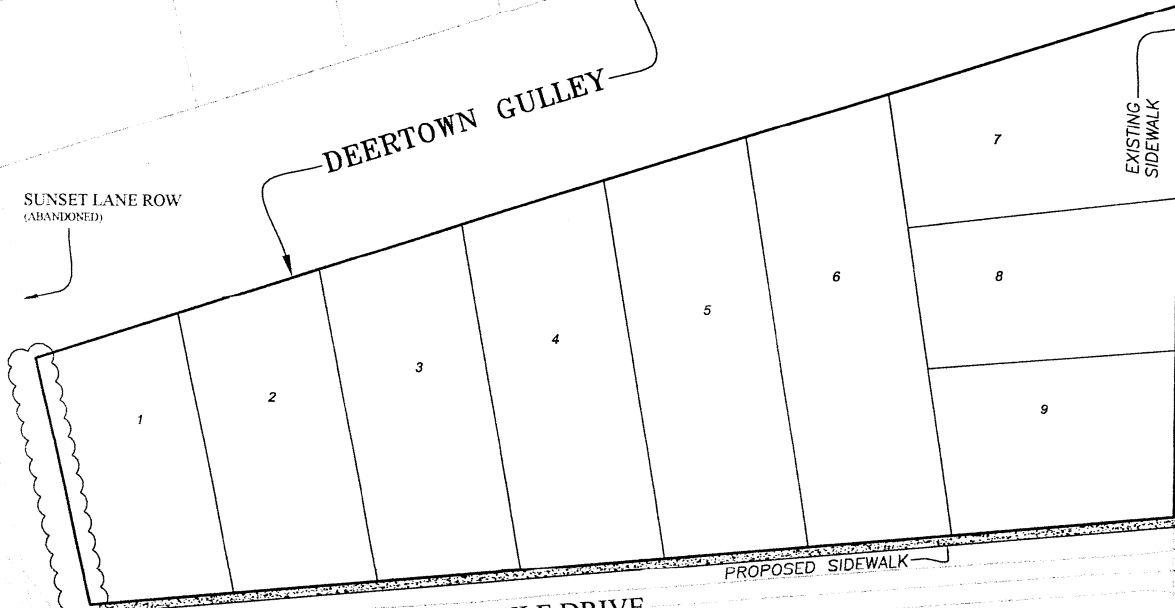 DEERTOWN GULLEY
EXISTING
SIDEWALK
SUNSET LANE ROW
(ABANDONED)
7
8
6
5
4
3
2
1
9
PROPOSED SIDEWALK
DRIVE